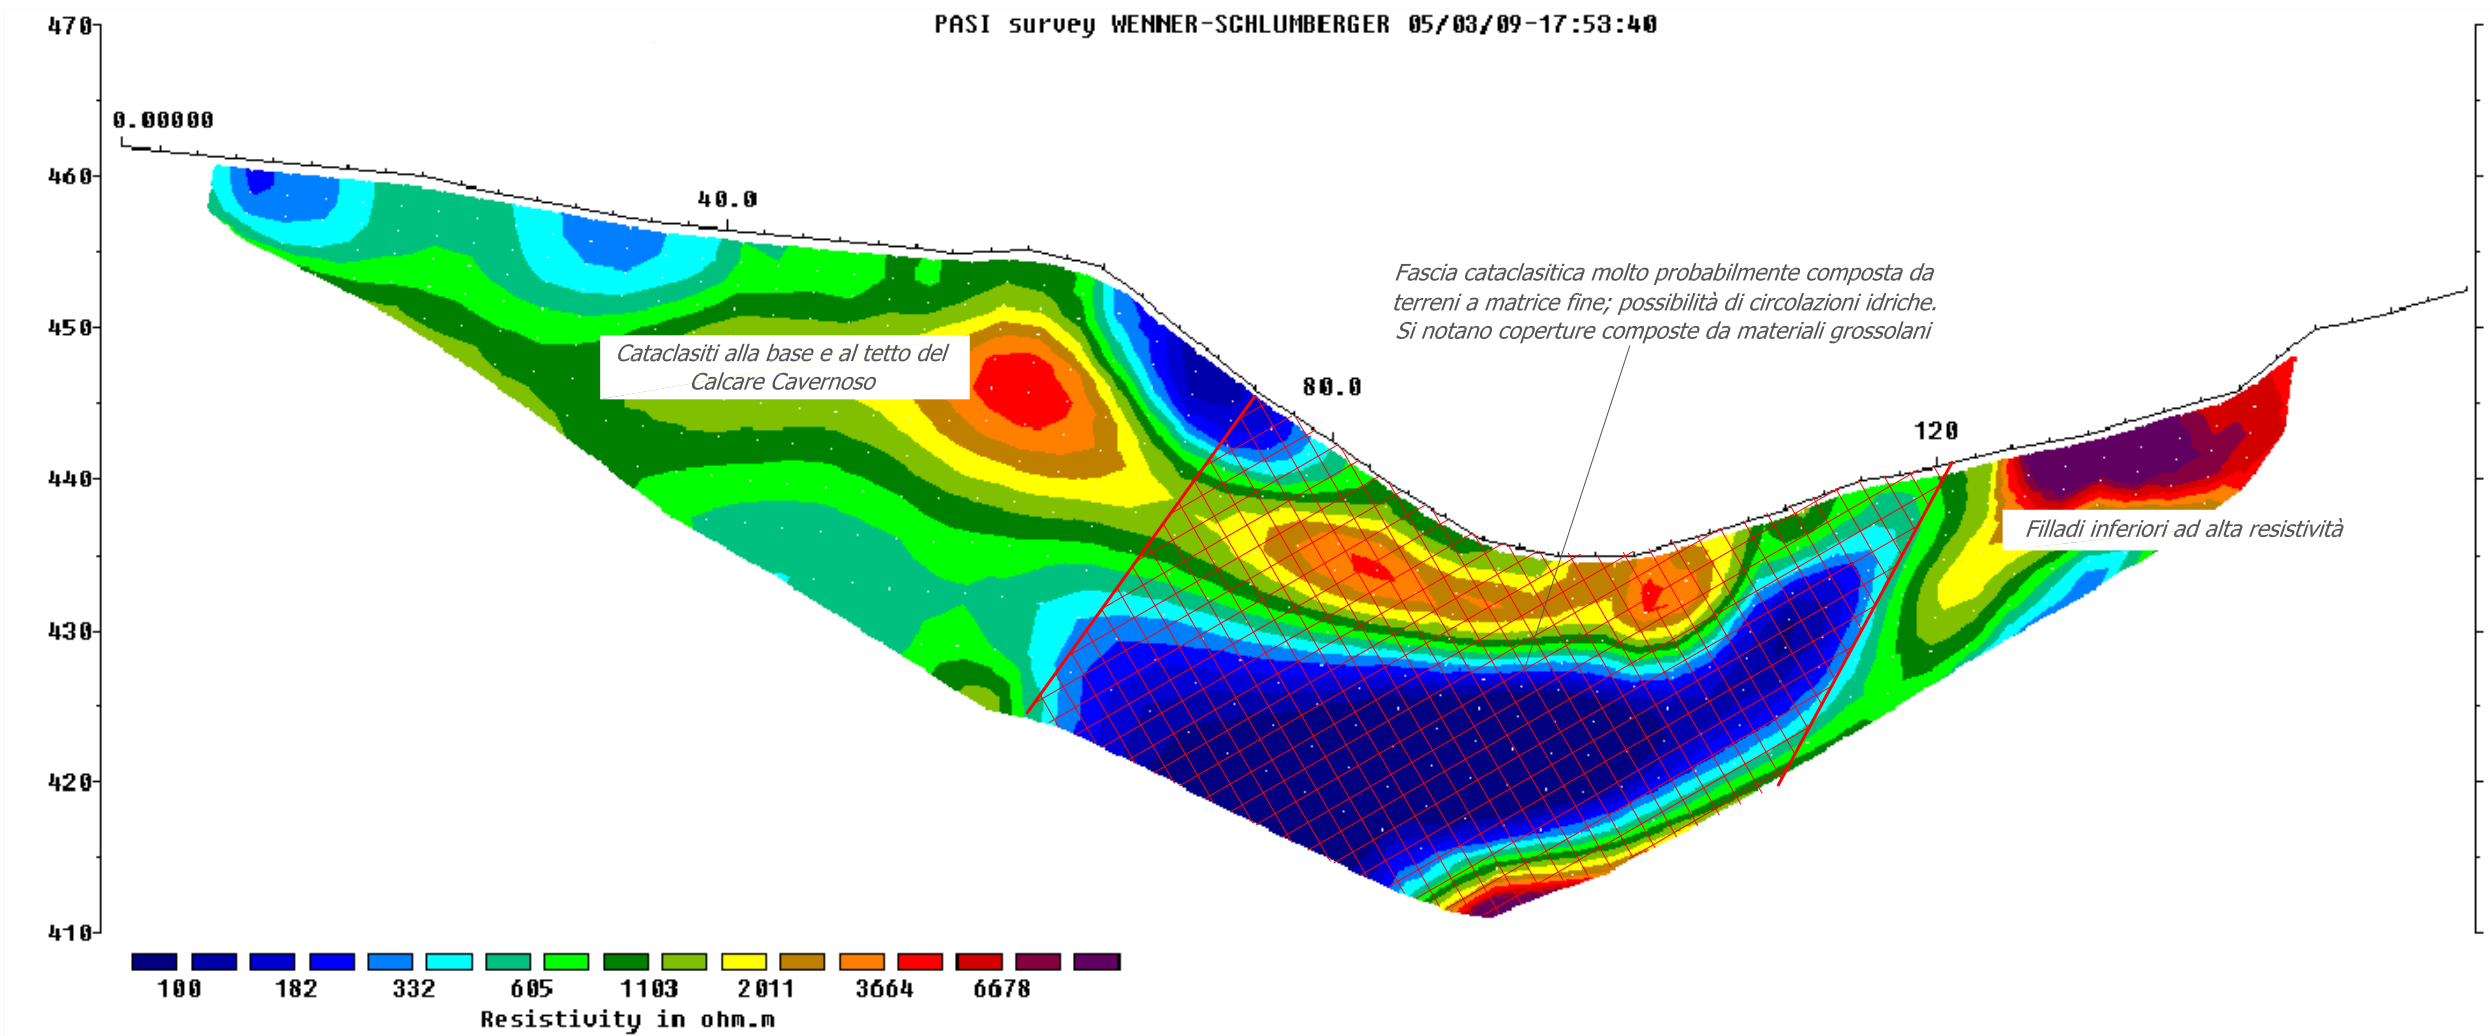 PASI survey WENNER-SCHLUMBERGER 05/03/09-17:53:40
470
0.00000
460
40.0
Fascia cataclasitica molto probabilmente composta da
terreni a matrice fine; possibilità di circolazioni idriche.
Si notano coperture composte da materiali grossolani
450
Cataclasiti alla base e al tetto del
Calcare Cavernoso
80.0
120
440
Filladi inferiori ad alta resistività
430
420
410
100 182 332 605 1103 2011 3664 6678
Resistivity in ohm.m